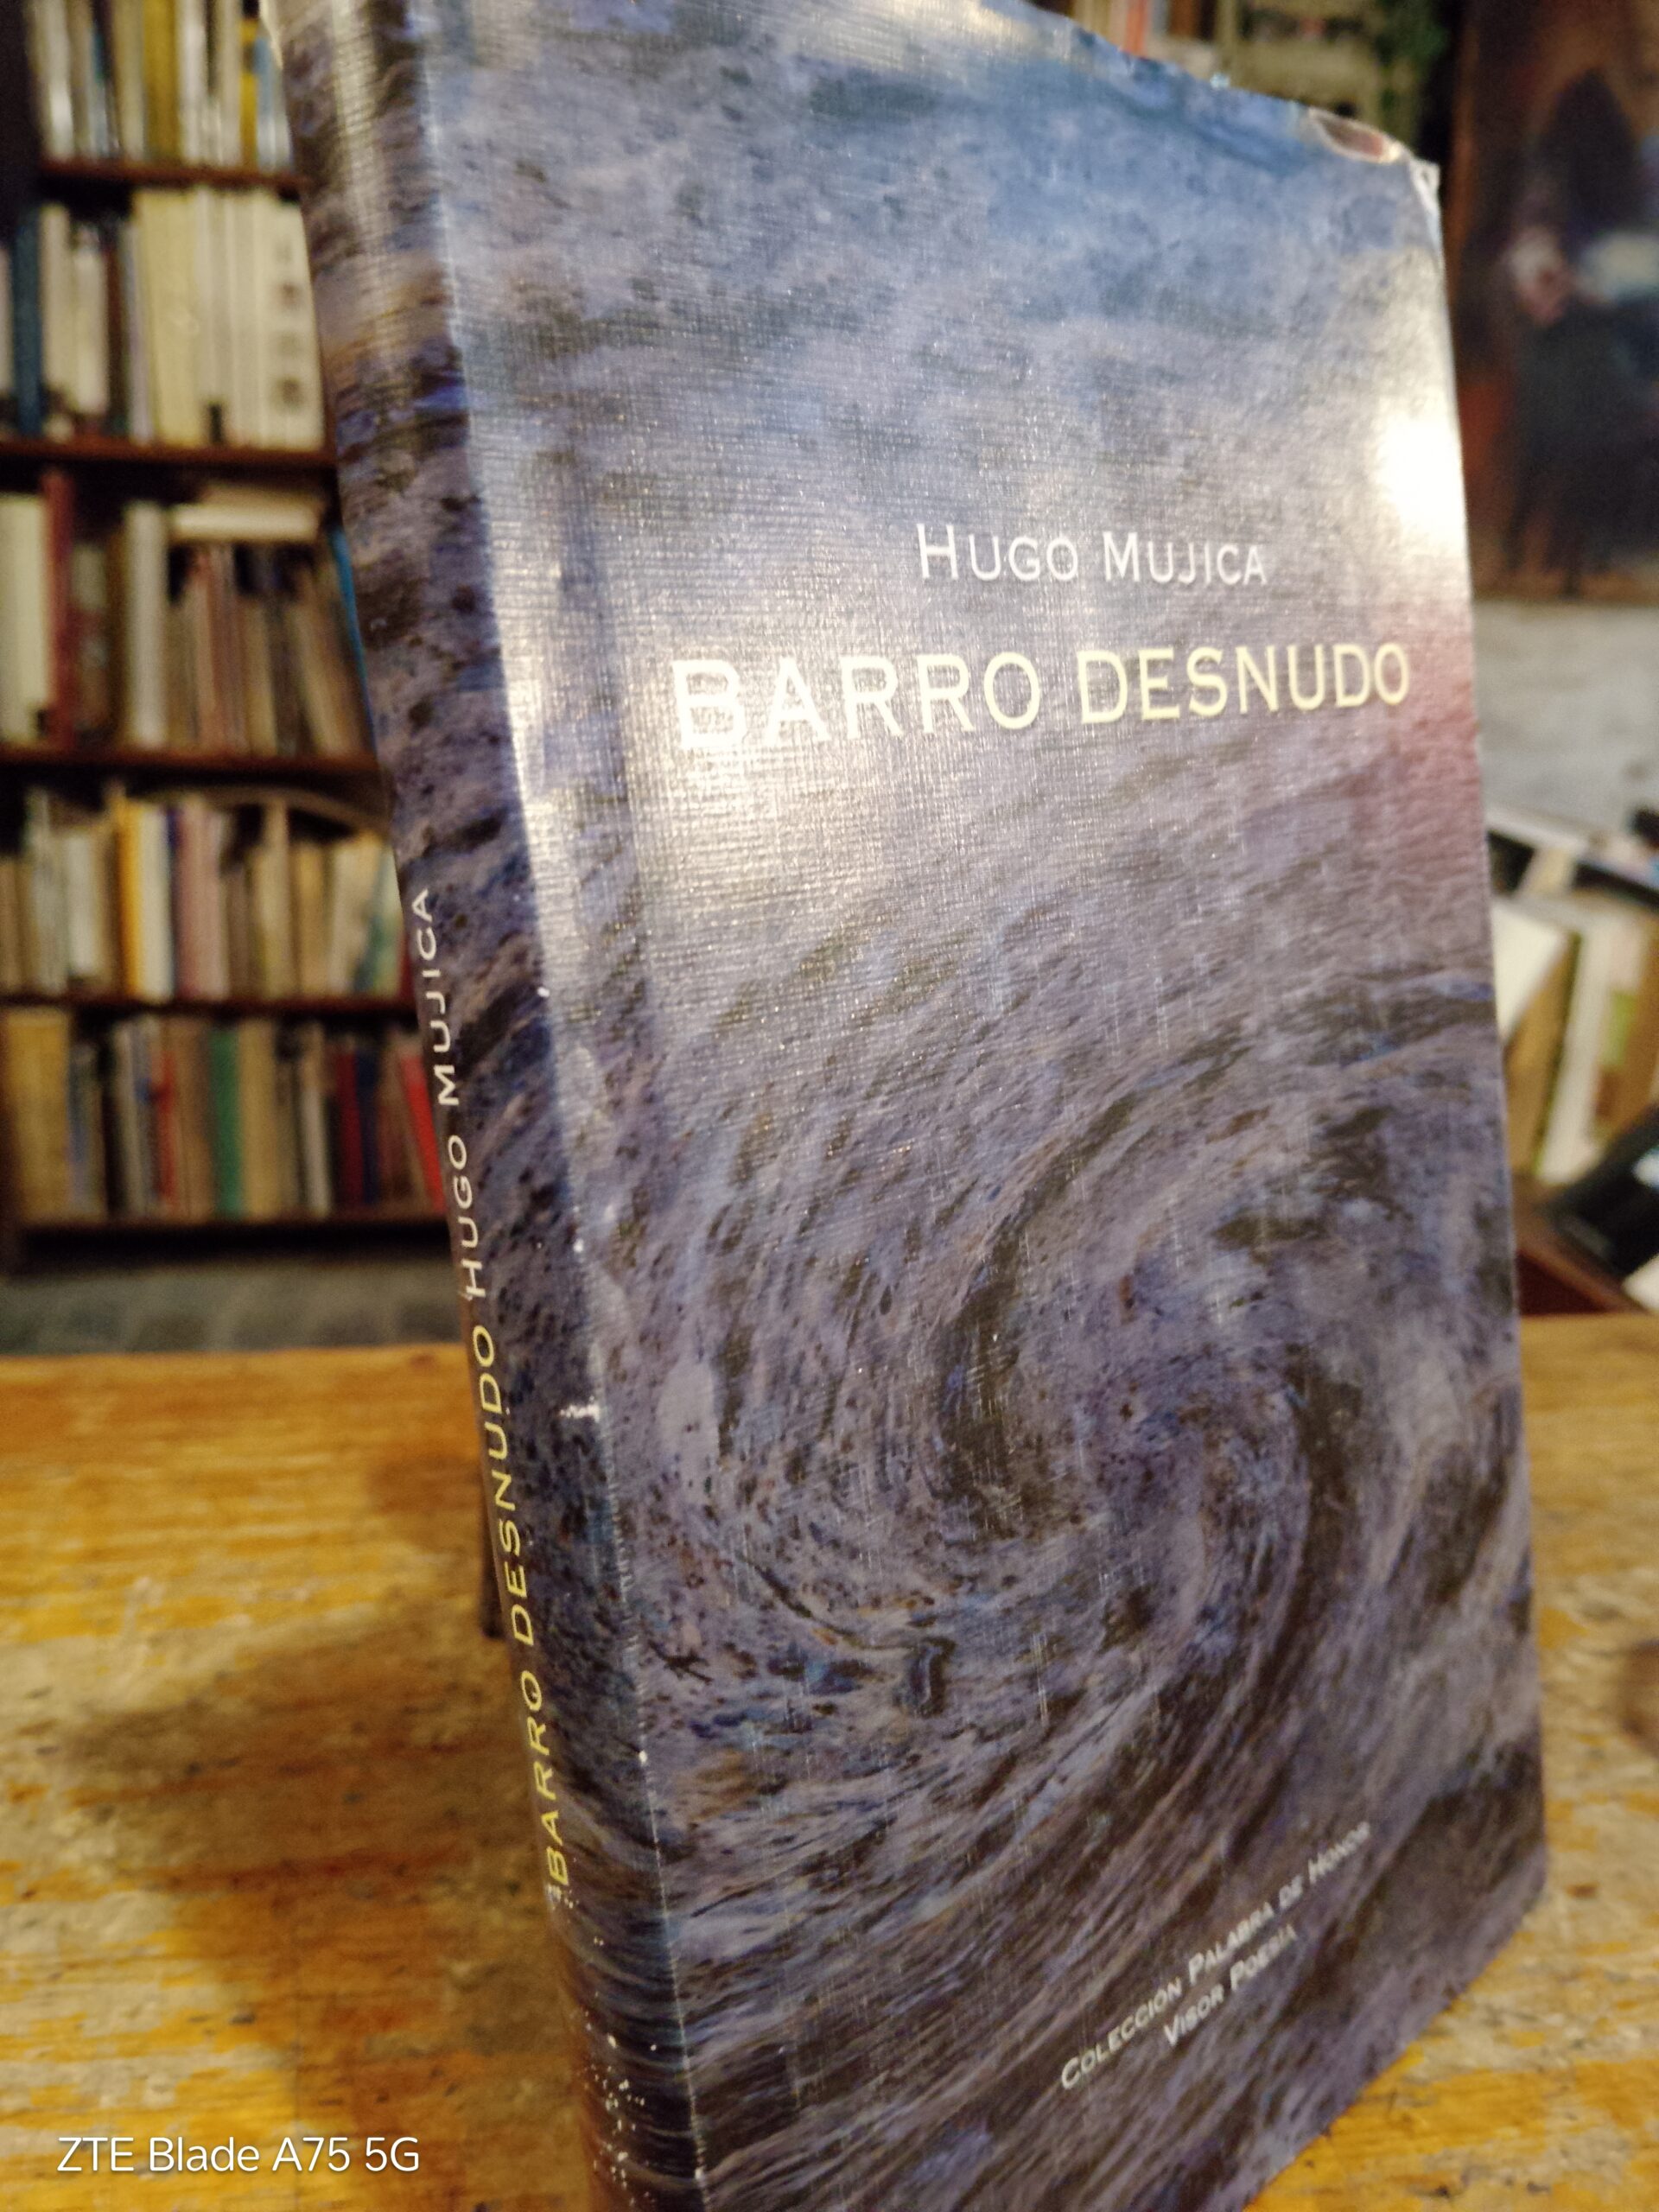 HUGO MUJICA
BARRO DESNUDO
COLECCIÓN PALABRA DE HONOR
VISOR POESÍA
BARRO DESNUDO HUGO MUJICA
ZTE Blade A75 5G